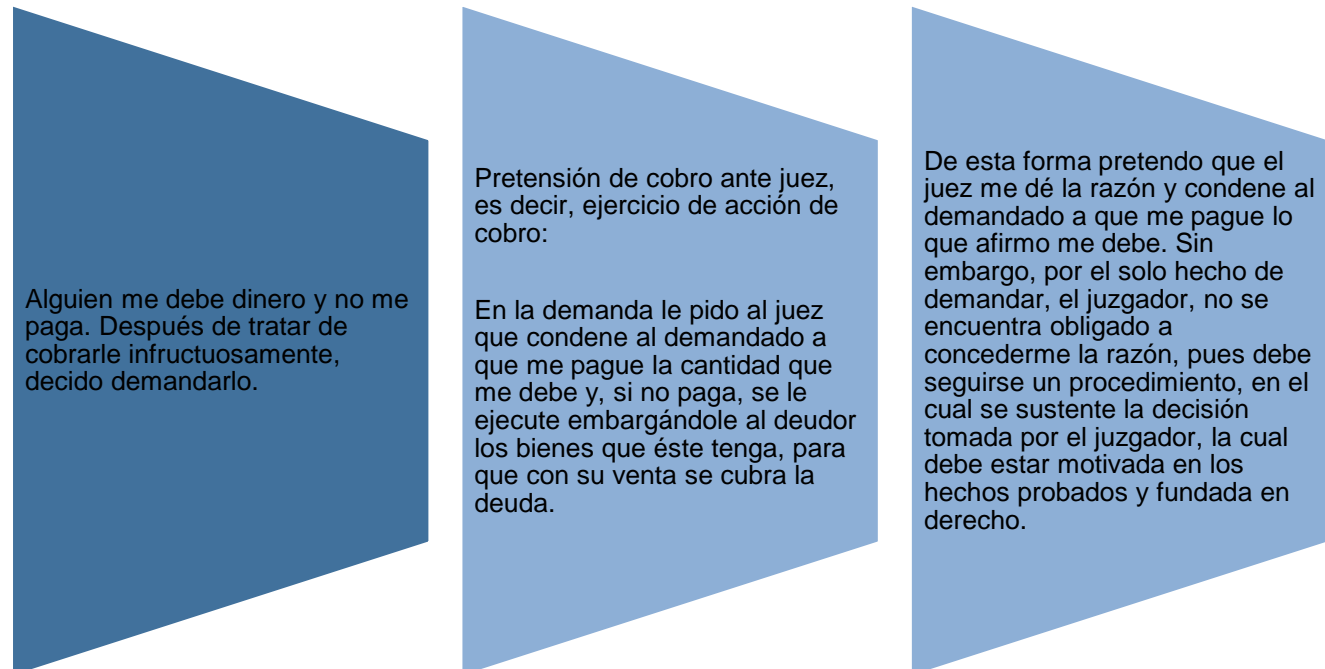 Alguien me debe dinero y no me
paga. Después de tratar de
cobrarle infructuosamente,
decido demandarlo.
Pretensión de cobro ante juez,
es decir, ejercicio de acción de
cobro:
En la demanda le pido al juez
que condene al demandado a
que me pague la cantidad que
me debe y, si no paga, se le
ejecute embargándole al deudor
los bienes que éste tenga, para
que con su venta se cubra la
deuda.
De esta forma pretendo que el
juez me dé la razón y condene al
demandado a que me pague lo
que afirmo me debe. Sin
embargo, por el solo hecho de
demandar, el juzgador, no se
encuentra obligado a
concederme la razón, pues debe
seguirse un procedimiento, en el
cual se sustente la decisión
tomada por el juzgador, la cual
debe estar motivada en los
hechos probados y fundada en
derecho.